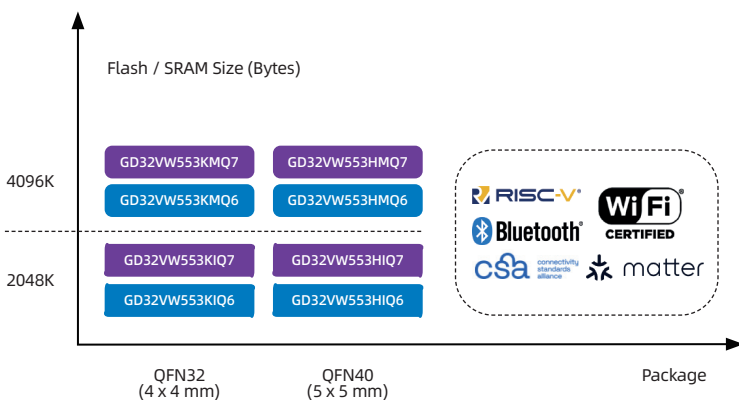 Flash / SRAM Size (Bytes)
4096K
GD32VW553KMQ7
GD32VW553HMQ7
GD32VW553KMQ6
GD32VW553HMQ6
2048K
GD32VW553KIQ7
GD32VW553HIQ7
GD32VW553KIQ6
GD32VW553HIQ6
RISC-V®
Wi Fi®
CERTIFIED
Bluetooth®
csa connectivity
standards
alliance
matter
QFN32
(4 x 4 mm)
QFN40
(5 x 5 mm)
Package